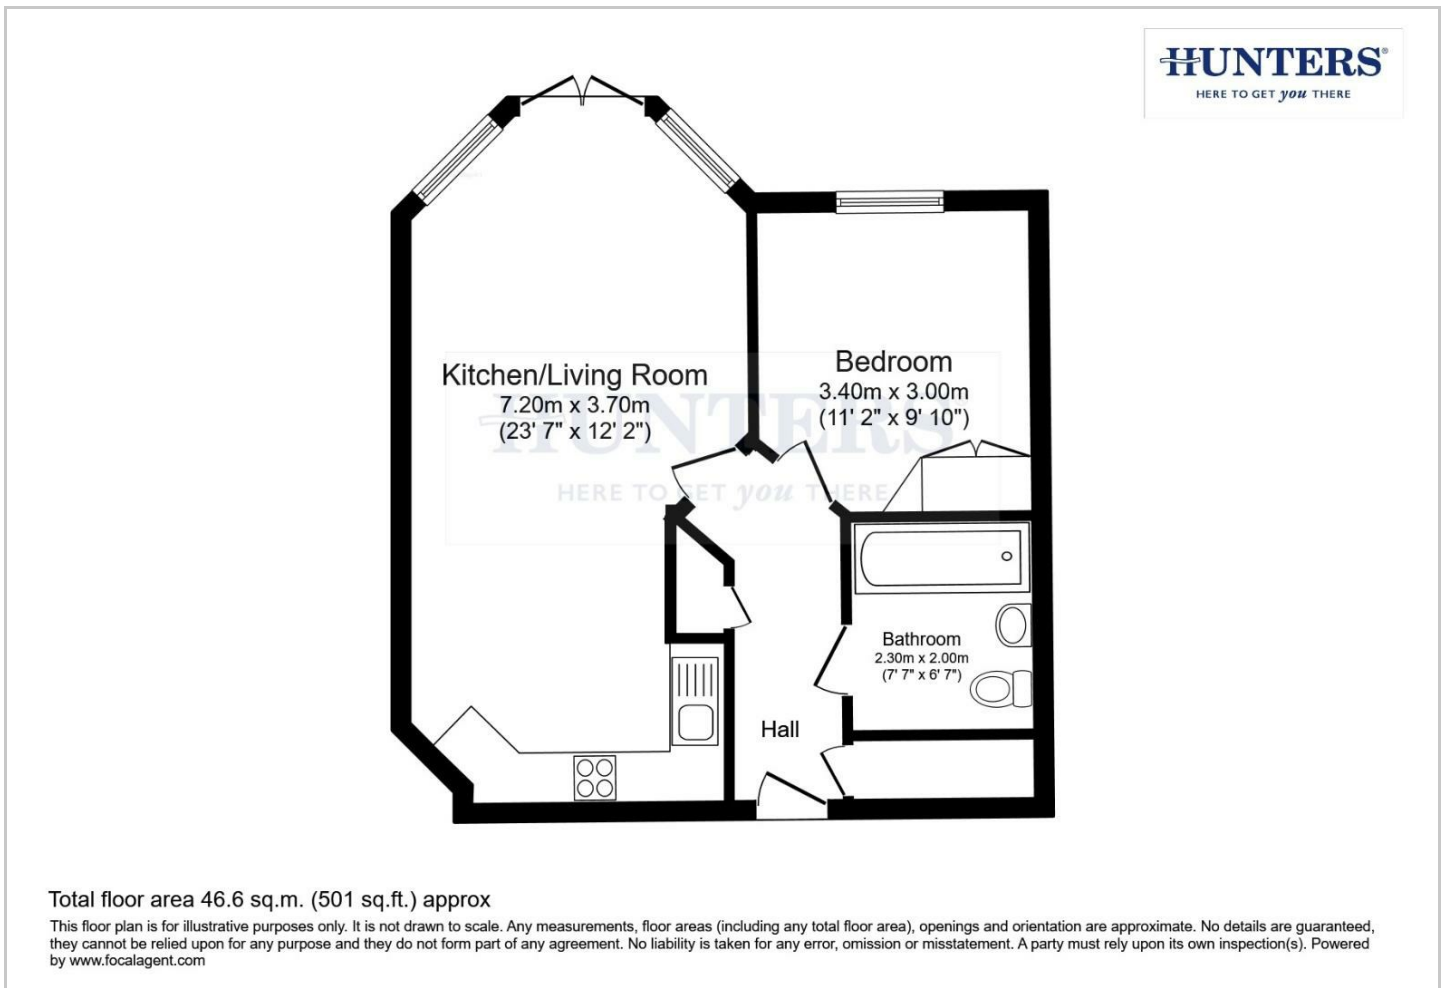 HUNTERS®
HERE TO GET you THERE
Kitchen/Living Room
7.20m x 3.70m
(23' 7" x 12' 2")
Bedroom
3.40m x 3.00m
(11' 2" x 9' 10")
HUNTERS
HERE TO GET you THERE
Bathroom
2.30m x 2.00m
(7' 7" x 6' 7")
Hall
Total floor area 46.6 sq.m. (501 sq.ft.) approx
This floor plan is for illustrative purposes only. It is not drawn to scale. Any measurements, floor areas (including any total floor area), openings and orientation are approximate. No details are guaranteed,
they cannot be relied upon for any purpose and they do not form part of any agreement. No liability is taken for any error, omission or misstatement. A party must rely upon its own inspection(s). Powered
by www.focalagent.com